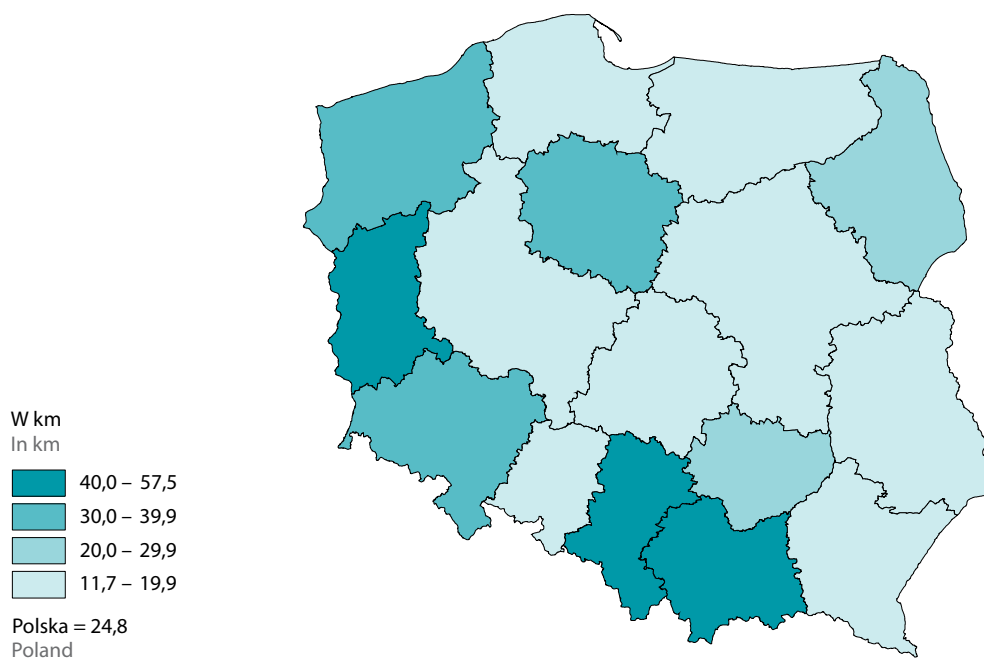 W km
In km
40,0 – 57,5
30,0 – 39,9
20,0 – 29,9
11,7 – 19,9
Polska = 24,8
Poland